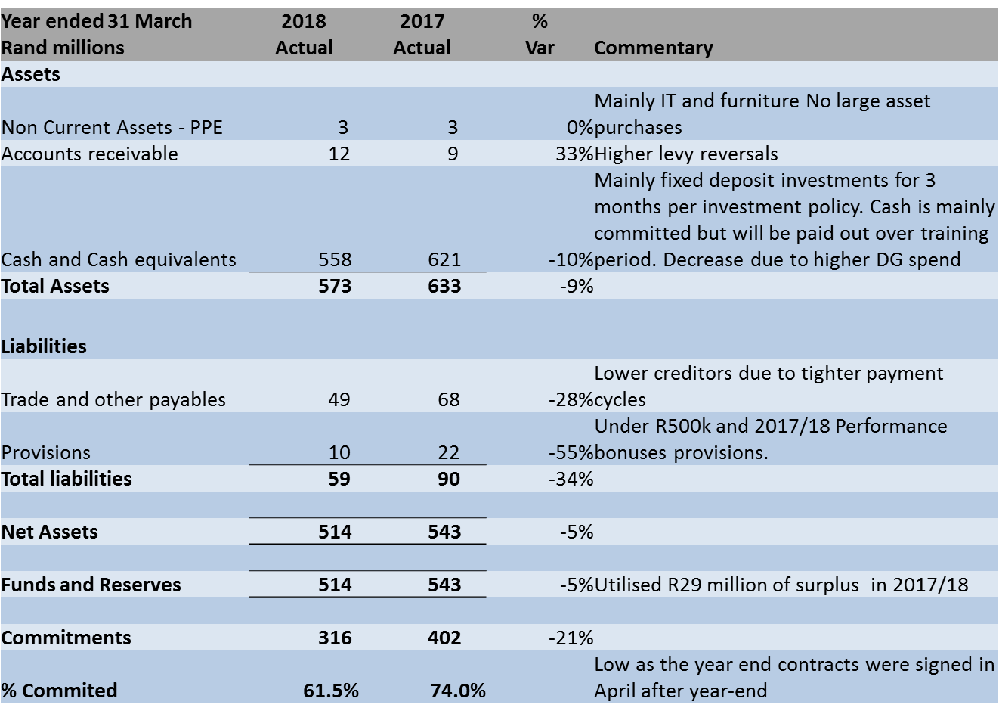 Year ended 31 March 2018 2017 %
Rand millions Actual Actual Var Commentary
Assets
Mainly IT and furniture No large asset
Non Current Assets - PPE 3 3 0% purchases
Accounts receivable 12 9 33% Higher levy reversals
Mainly fixed deposit investments for 3
months per investment policy. Cash is mainly
committed but will be paid out over training
Cash and Cash equivalents 558 621 -10% period. Decrease due to higher DG spend
Total Assets 573 633 -9%
Liabilities
Lower creditors due to tighter payment
Trade and other payables 49 68 -28% cycles
Under R500k and 2017/18 Performance
Provisions 10 22 -55% bonuses provisions.
Total liabilities 59 90 -34%
Net Assets 514 543 -5%
Funds and Reserves 514 543 -5% Utilised R29 million of surplus in 2017/18
Commitments 316 402 -21%
Low as the year end contracts were signed in
% Commited 61.5% 74.0% April after year-end